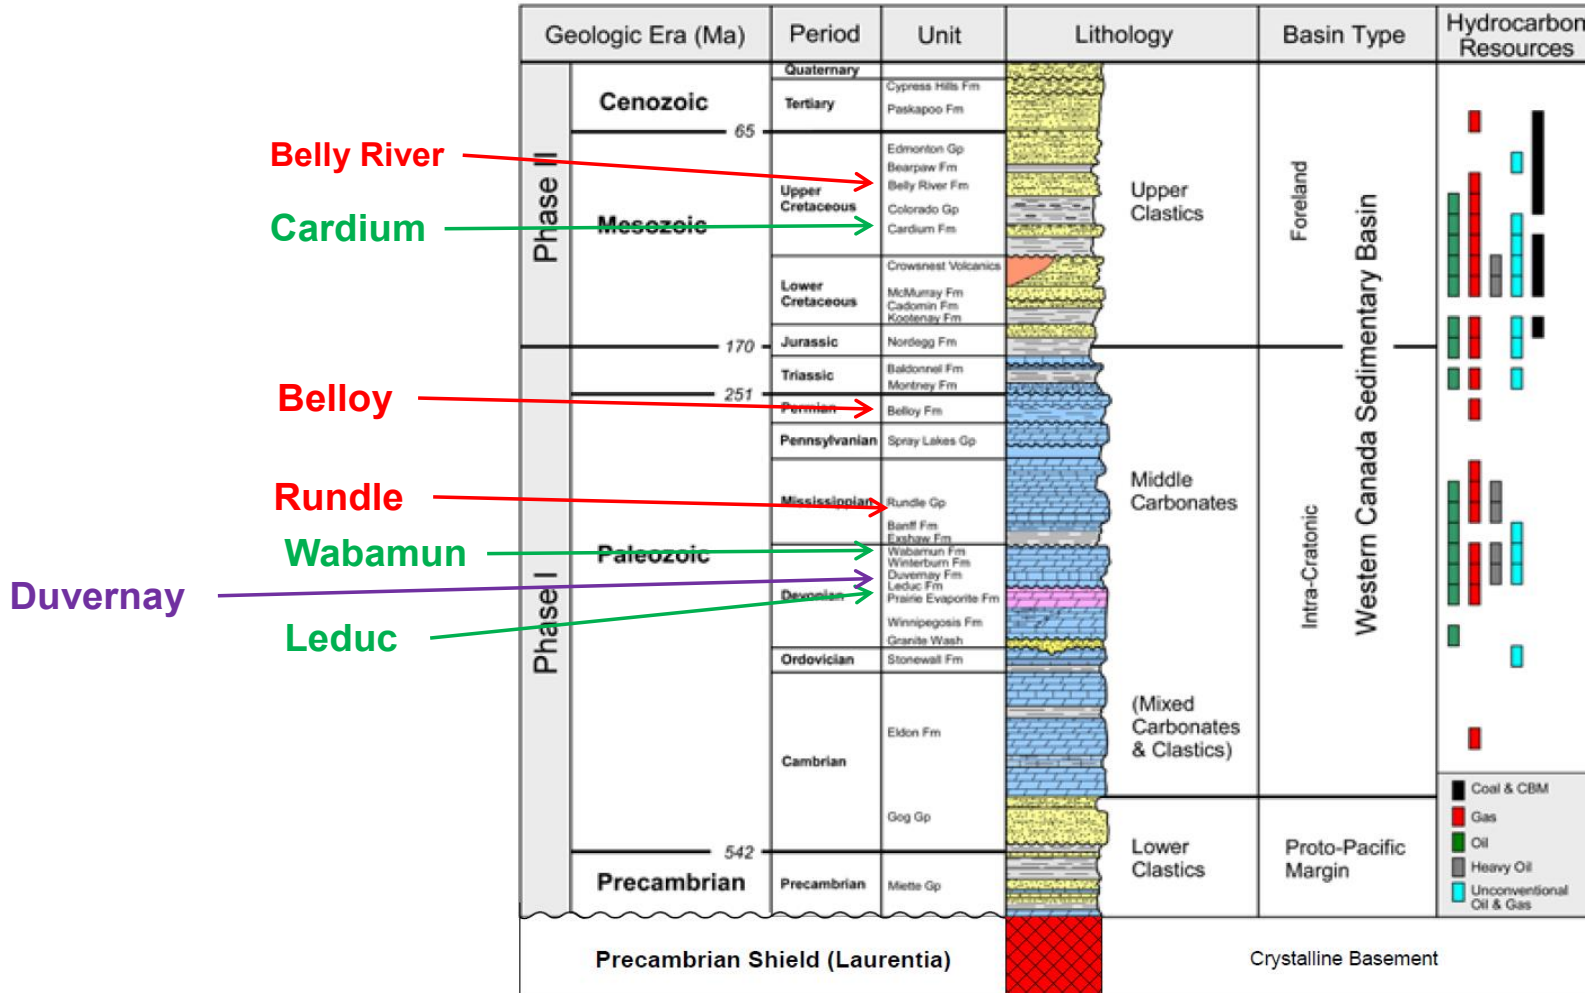 Geologic Era (Ma)
Period
Unit
Lithology
Basin Type
Hydrocarbon
Resources
Phase II
Phase I
Cenozoic
65
Mesozoic
170
251
Paleozoic
542
Precambrian
Quaternary
Tertiary
Upper
Cretaceous
Lower
Cretaceous
Jurassic
Triassic
Permian
Pennsylvanian
Mississippian
Devonian
Ordovician
Cambrian
Precambrian
Cypress Hills Fm
Paskapoo Fm
Edmonton Gp
Bearpaw Fm
Belly River Fm
Colorado Gp
Cardium Fm
Crowsnest Volcanics
McMurray Fm
Cadomin Fm
Kootenay Fm
Nordegg Fm
Baldonnel Fm
Montney Fm
Belloy Fm
Spray Lakes Gp
Rundle Gp
Banff Fm
Exshaw Fm
Wabamun Fm
Winterburn Fm
Duvernay Fm
Leduc Fm
Prairie Evaporite Fm
Winnipegosis Fm
Granite Wash
Stonewall Fm
Eldon Fm
Gog Gp
Miette Gp
Upper
Clastics
Middle
Carbonates
(Mixed
Carbonates
& Clastics)
Lower
Clastics
Foreland
Intra-Cratonic
Western Canada Sedimentary Basin
Proto-Pacific
Margin
Coal & CBM
Gas
Oil
Heavy Oil
Unconventional
Oil & Gas
Precambrian Shield (Laurentia)
Crystalline Basement
Belly River
Cardium
Belloy
Rundle
Wabamun
Duvernay
Leduc